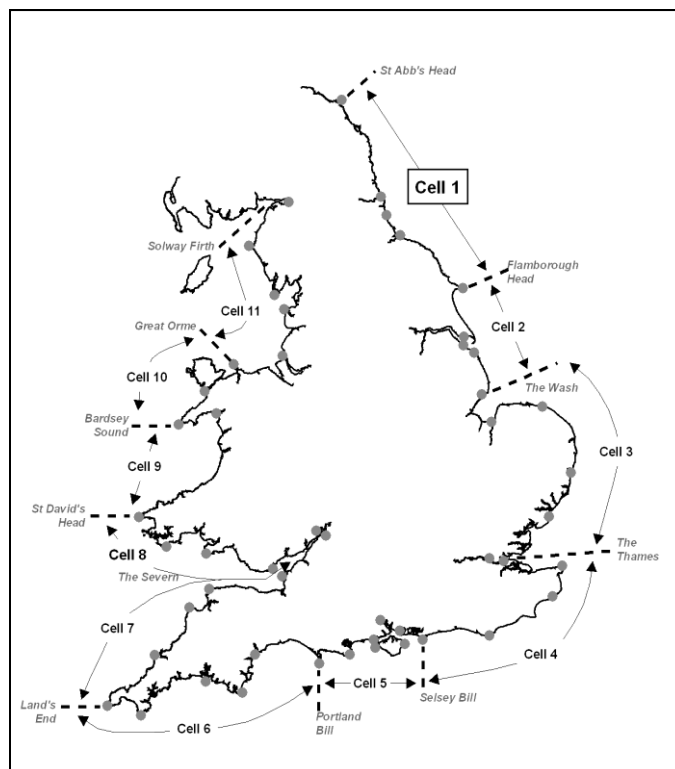 St Abb's Head
Cell 1
Solway Firth
Flamborough
Head
Cell 11
Great Orme
Cell 2
Cell 10
The Wash
Bardsey
Sound
Cell 3
Cell 9
St David's
Head
Cell 8
The
Thames
The Severn
Cell 7
Cell 4
Cell 5
Selsey Bill
Land's
End
Cell 6
Portland
Bill